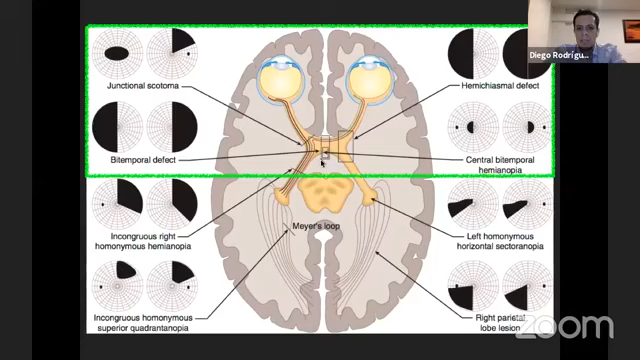 Diego Rodrígu...
Junctional scotoma
Hemichiasmal defect
Bitemporal defect
Central bitemporal
hemianopia
Incongruous right
homonymous hemianopia
Meyer's loop
Left homonymous
horizontal sectoranopia
Incongruous homonymous
superior quadrantanopia
Right parietal
lobe lesion
zoom